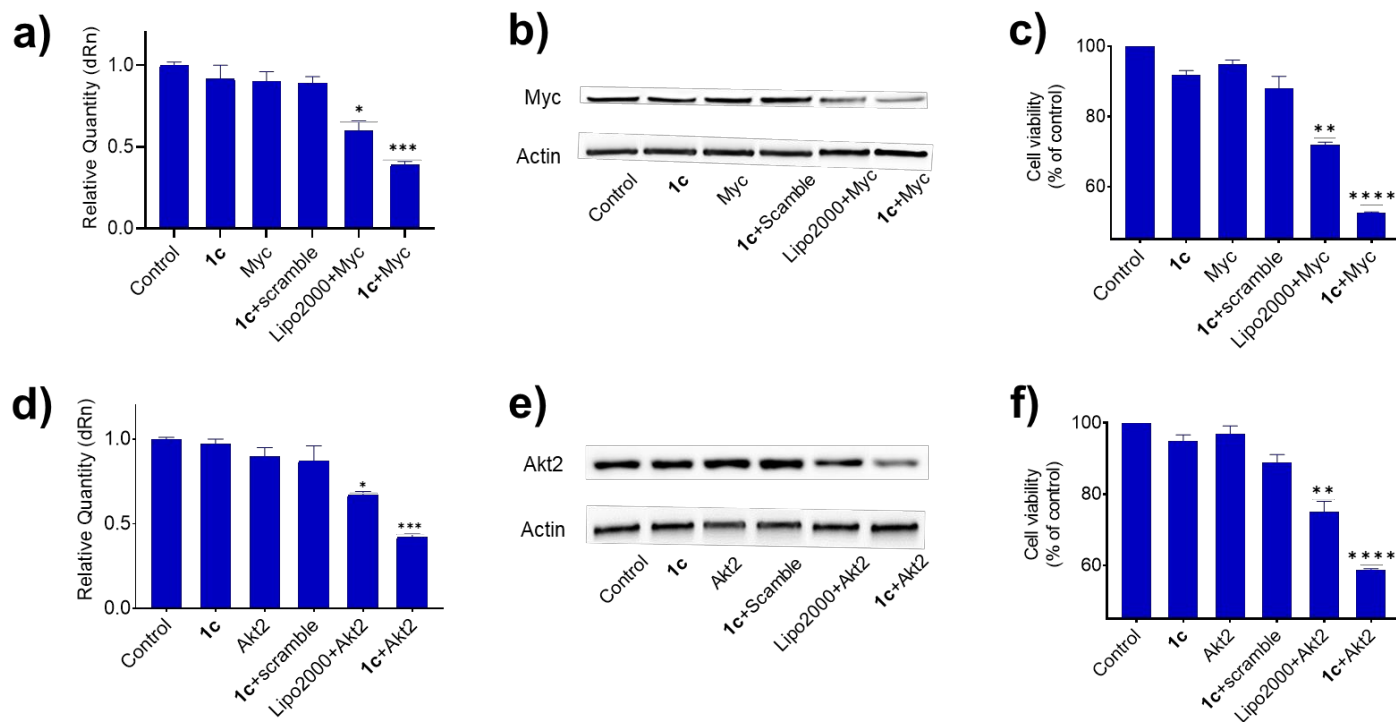 a)
Relative Quantity (dRn)
1.0
0.5
0.0
*
***
Control
1c
Myc
1c+scramble
Lipo2000+Myc
1c+Myc
b)
Myc
Actin
Control
1c
Myc
1c+Scamble
Lipo2000+Myc
1c+Myc
c)
Cell viability
(% of control)
100
80
60
**
****
Control
1c
Myc
1c+scramble
Lipo2000+Myc
1c+Myc
d)
Relative Quantity (dRn)
1.0
0.5
0.0
*
***
Control
1c
Akt2
1c+scramble
Lipo2000+Akt2
1c+Akt2
e)
Akt2
Actin
Control
1c
Akt2
1c+Scamble
Lipo2000+Akt2
1c+Akt2
f)
Cell viability
(% of control)
100
80
60
**
****
Control
1c
Akt2
1c+scramble
Lipo2000+Akt2
1c+Akt2